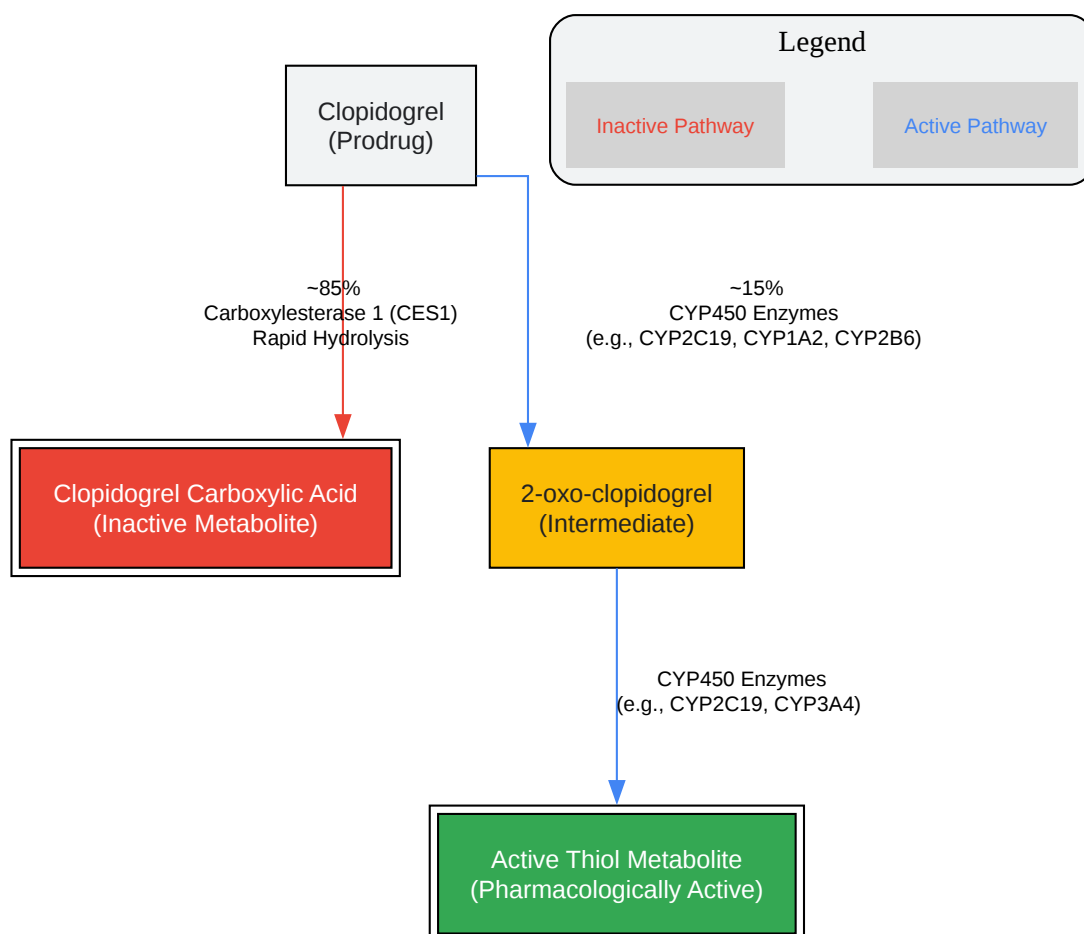 Legend
Clopidogrel
(Prodrug)
Inactive Pathway
Active Pathway
~85%
Carboxylesterase 1 (CES1)
Rapid Hydrolysis
~15%
CYP450 Enzymes
(e.g., CYP2C19, CYP1A2, CYP2B6)
Clopidogrel Carboxylic Acid
(Inactive Metabolite)
2-oxo-clopidogrel
(Intermediate)
CYP450 Enzymes
(e.g., CYP2C19, CYP3A4)
Active Thiol Metabolite
(Pharmacologically Active)